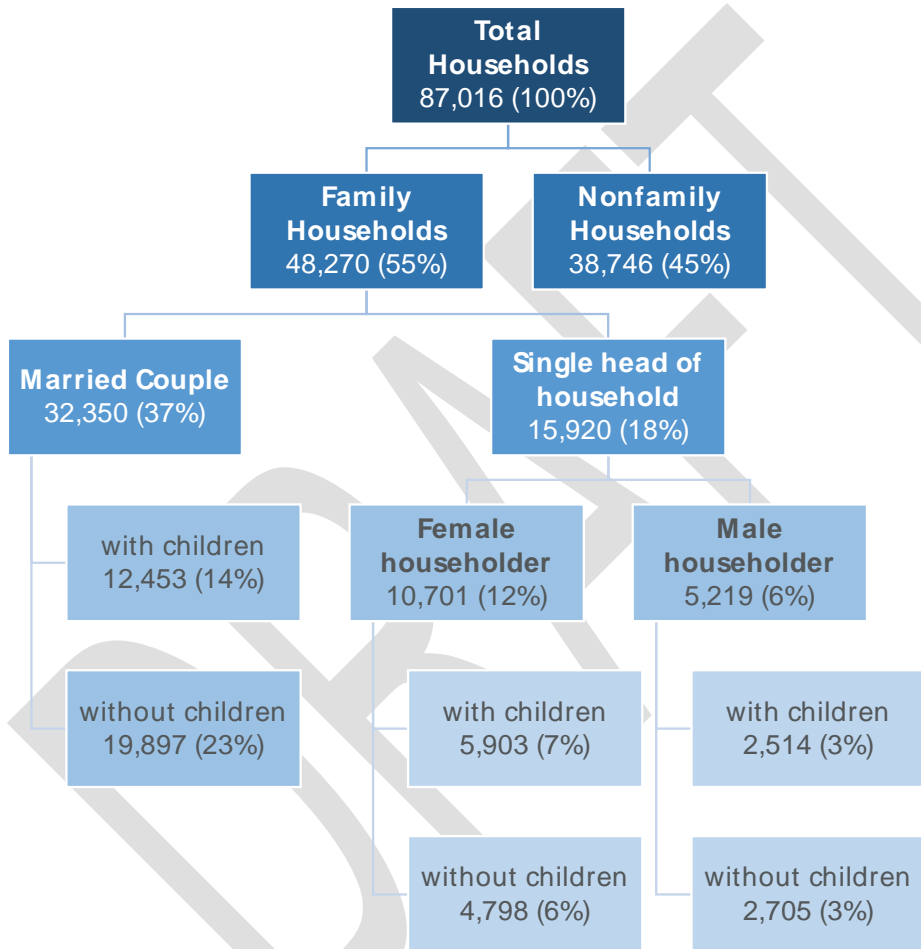 Total
Households
87,016 (100%)
Family
Households
48,270 (55%)
Nonfamily
Households
38,746 (45%)
Married Couple
32,350 (37%)
Single head of
household
15,920 (18%)
with children
12,453 (14%)
Female
householder
10,701 (12%)
Male
householder
5,219 (6%)
without children
19,897 (23%)
with children
5,903 (7%)
with children
2,514 (3%)
without children
4,798 (6%)
without children
2,705 (3%)
DRAFT